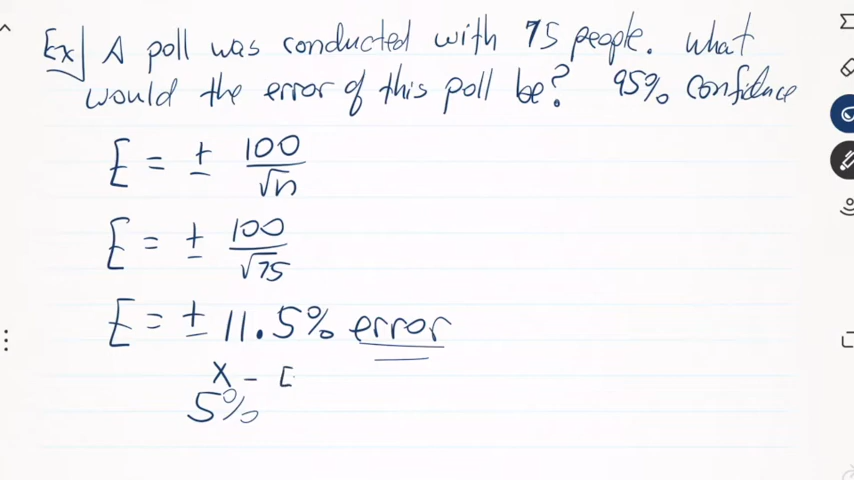 Ex A poll was conducted with 75 people. What
would the error of this poll be? 95% confidence
E = ± 100/√n
E = ± 100/√75
E = ± 11.5% error
X -
5%